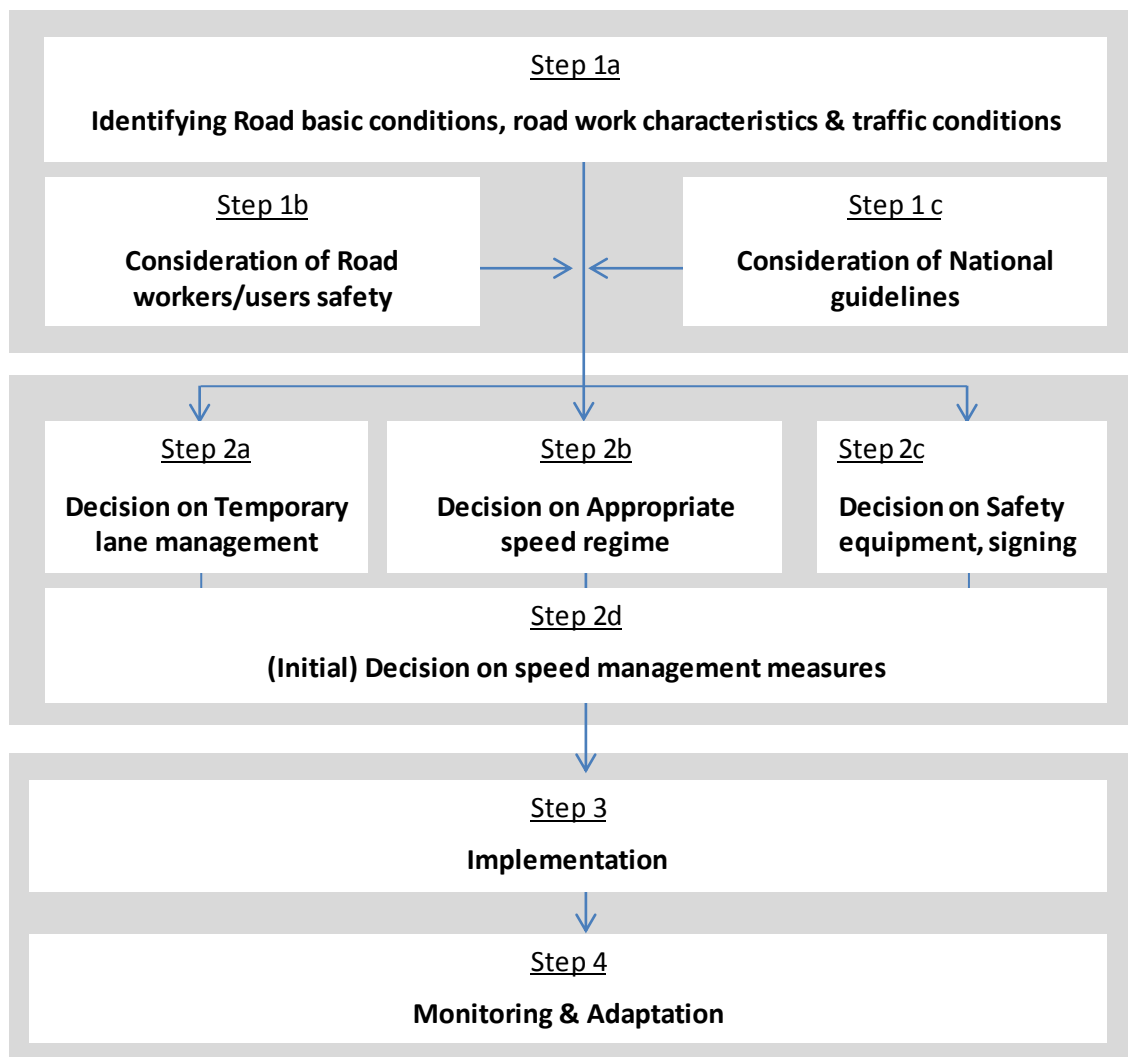 Step 1a
Identifying Road basic conditions, road work characteristics & traffic conditions
Step 1b
Consideration of Road
workers/users safety
Step 1 c
Consideration of National
guidelines
Step 2a
Decision on Temporary
lane management
Step 2b
Decision on Appropriate
speed regime
Step 2c
Decision on Safety
equipment, signing
Step 2d
(Initial) Decision on speed management measures
Step 3
Implementation
Step 4
Monitoring & Adaptation